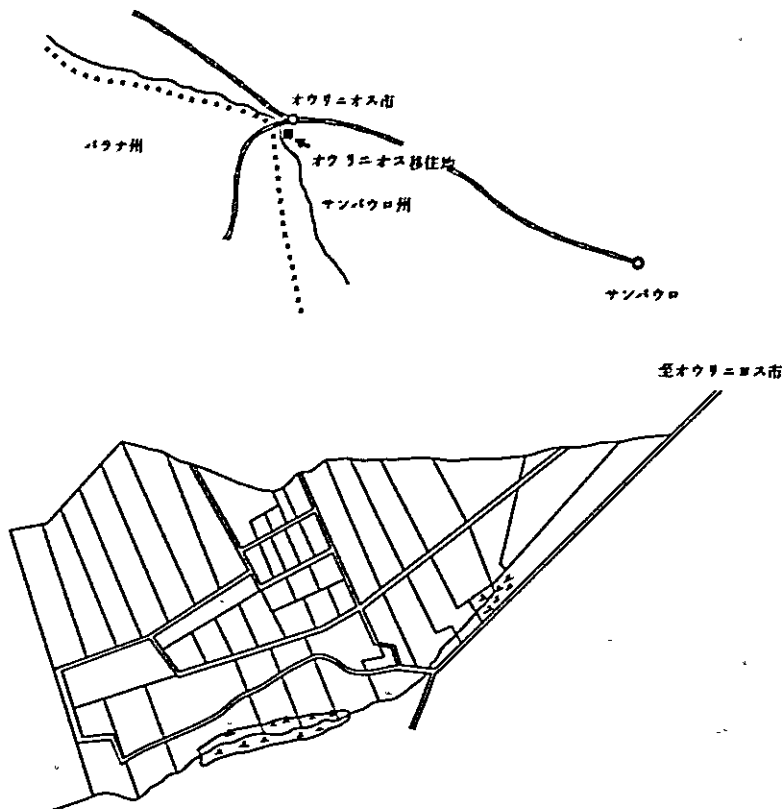 オウリニオス市
パラナ州
オウリニオス移住地
サンパウロ州
サンパウロ
至オウリニヨス市